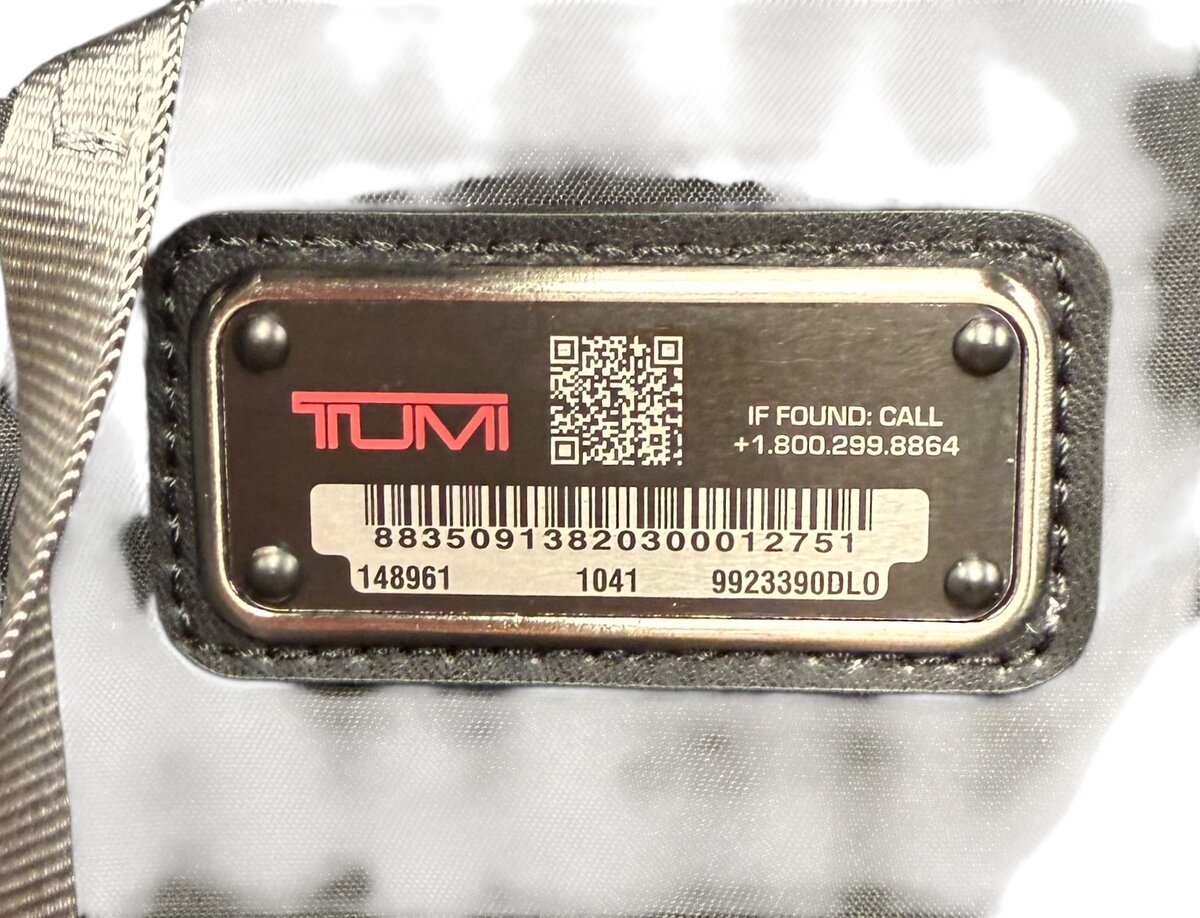 TUMI
IF FOUND: CALL
+1.800.299.8864
88350913820300012751
148961 1041 9923390DLO